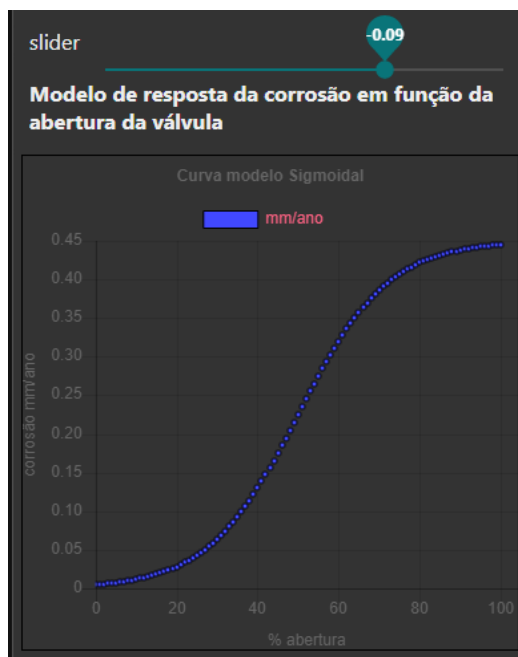 slider
-0.09
Modelo de resposta da corrosão em função da
abertura da válvula
Curva modelo Sigmoidal
mm/ano
0.45
0.40
0.35
0.30
0.25
0.20
0.15
0.10
0.05
0
corrosão mm/ano
0 20 40 60 80 100
% abertura